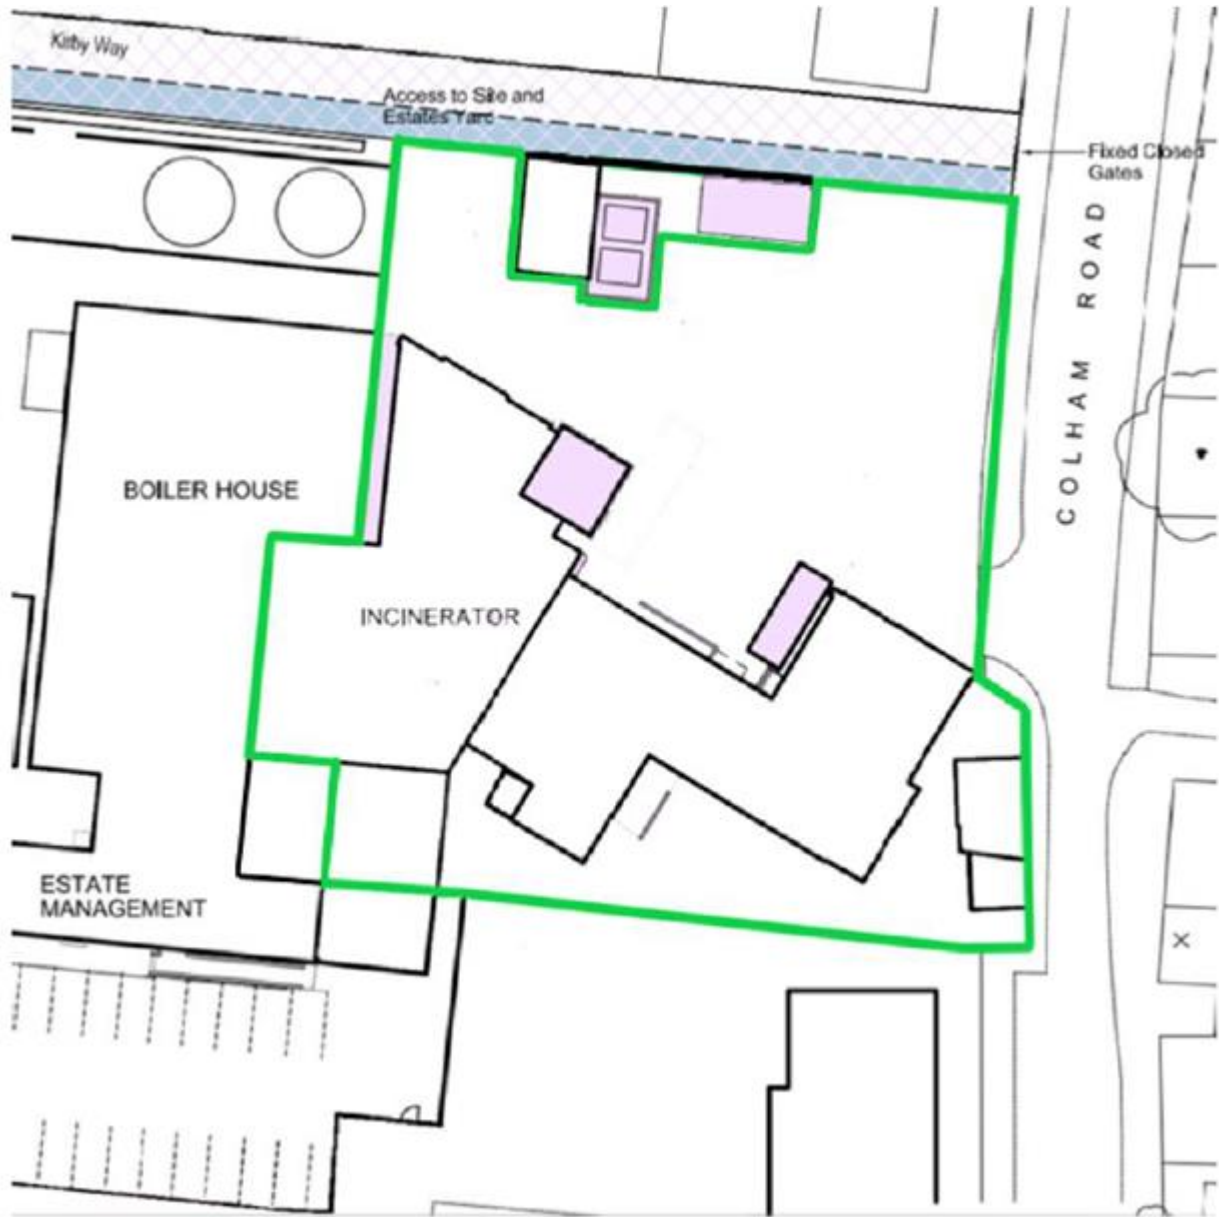 Kirby Way
Access to Site and
Estates Yard
Fixed Closed
Gates
COLHAM ROAD
BOILER HOUSE
INCINERATOR
ESTATE
MANAGEMENT